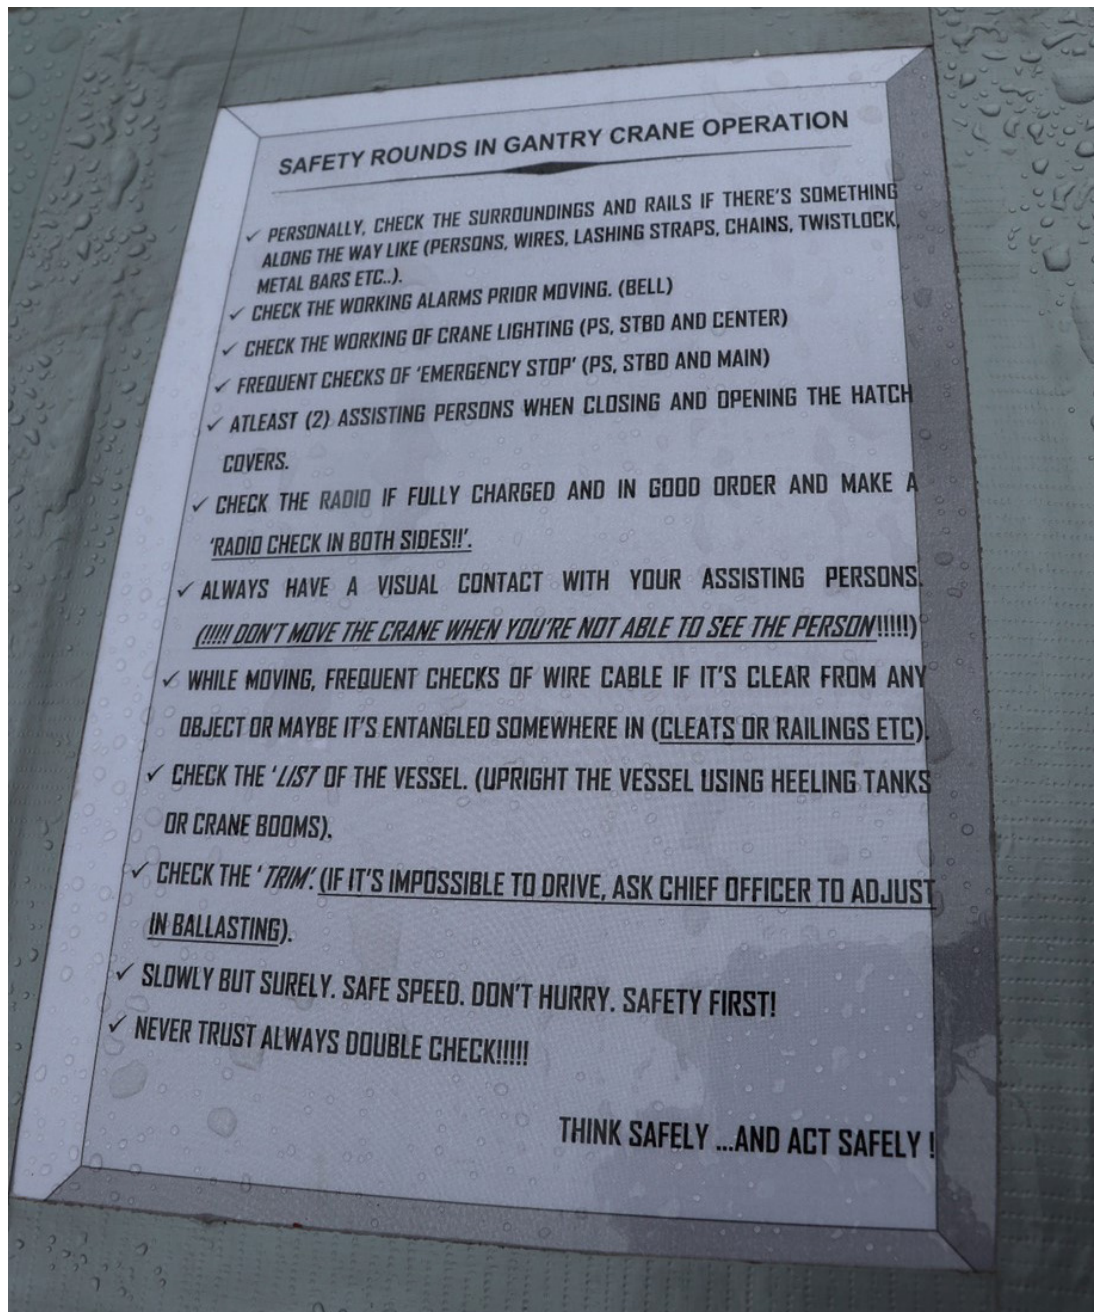 SAFETY ROUNDS IN GANTRY CRANE OPERATION
✓ PERSONALLY, CHECK THE SURROUNDINGS AND RAILS IF THERE'S SOMETHING
ALONG THE WAY LIKE (PERSONS, WIRES, LASHING STRAPS, CHAINS, TWISTLOCK,
METAL BARS ETC..).
✓ CHECK THE WORKING ALARMS PRIOR MOVING. (BELL)
✓ CHECK THE WORKING OF CRANE LIGHTING (PS, STBD AND CENTER)
✓ FREQUENT CHECKS OF 'EMERGENCY STOP' (PS, STBD AND MAIN)
✓ ATLEAST (2) ASSISTING PERSONS WHEN CLOSING AND OPENING THE HATCH
COVERS.
✓ CHECK THE RADIO IF FULLY CHARGED AND IN GOOD ORDER AND MAKE A
'RADIO CHECK IN BOTH SIDES!!'.
✓ ALWAYS HAVE A VISUAL CONTACT WITH YOUR ASSISTING PERSONS.
(!!!!! DON'T MOVE THE CRANE WHEN YOU'RE NOT ABLE TO SEE THE PERSON!!!!!)
✓ WHILE MOVING, FREQUENT CHECKS OF WIRE CABLE IF IT'S CLEAR FROM ANY
OBJECT OR MAYBE IT'S ENTANGLED SOMEWHERE IN (CLEATS OR RAILINGS ETC).
✓ CHECK THE 'LIST' OF THE VESSEL. (UPRIGHT THE VESSEL USING HEELING TANKS
OR CRANE BOOMS).
✓ CHECK THE 'TRIM'. (IF IT'S IMPOSSIBLE TO DRIVE, ASK CHIEF OFFICER TO ADJUST
IN BALLASTING).
✓ SLOWLY BUT SURELY. SAFE SPEED. DON'T HURRY. SAFETY FIRST!
✓ NEVER TRUST ALWAYS DOUBLE CHECK!!!!!
THINK SAFELY ...AND ACT SAFELY !